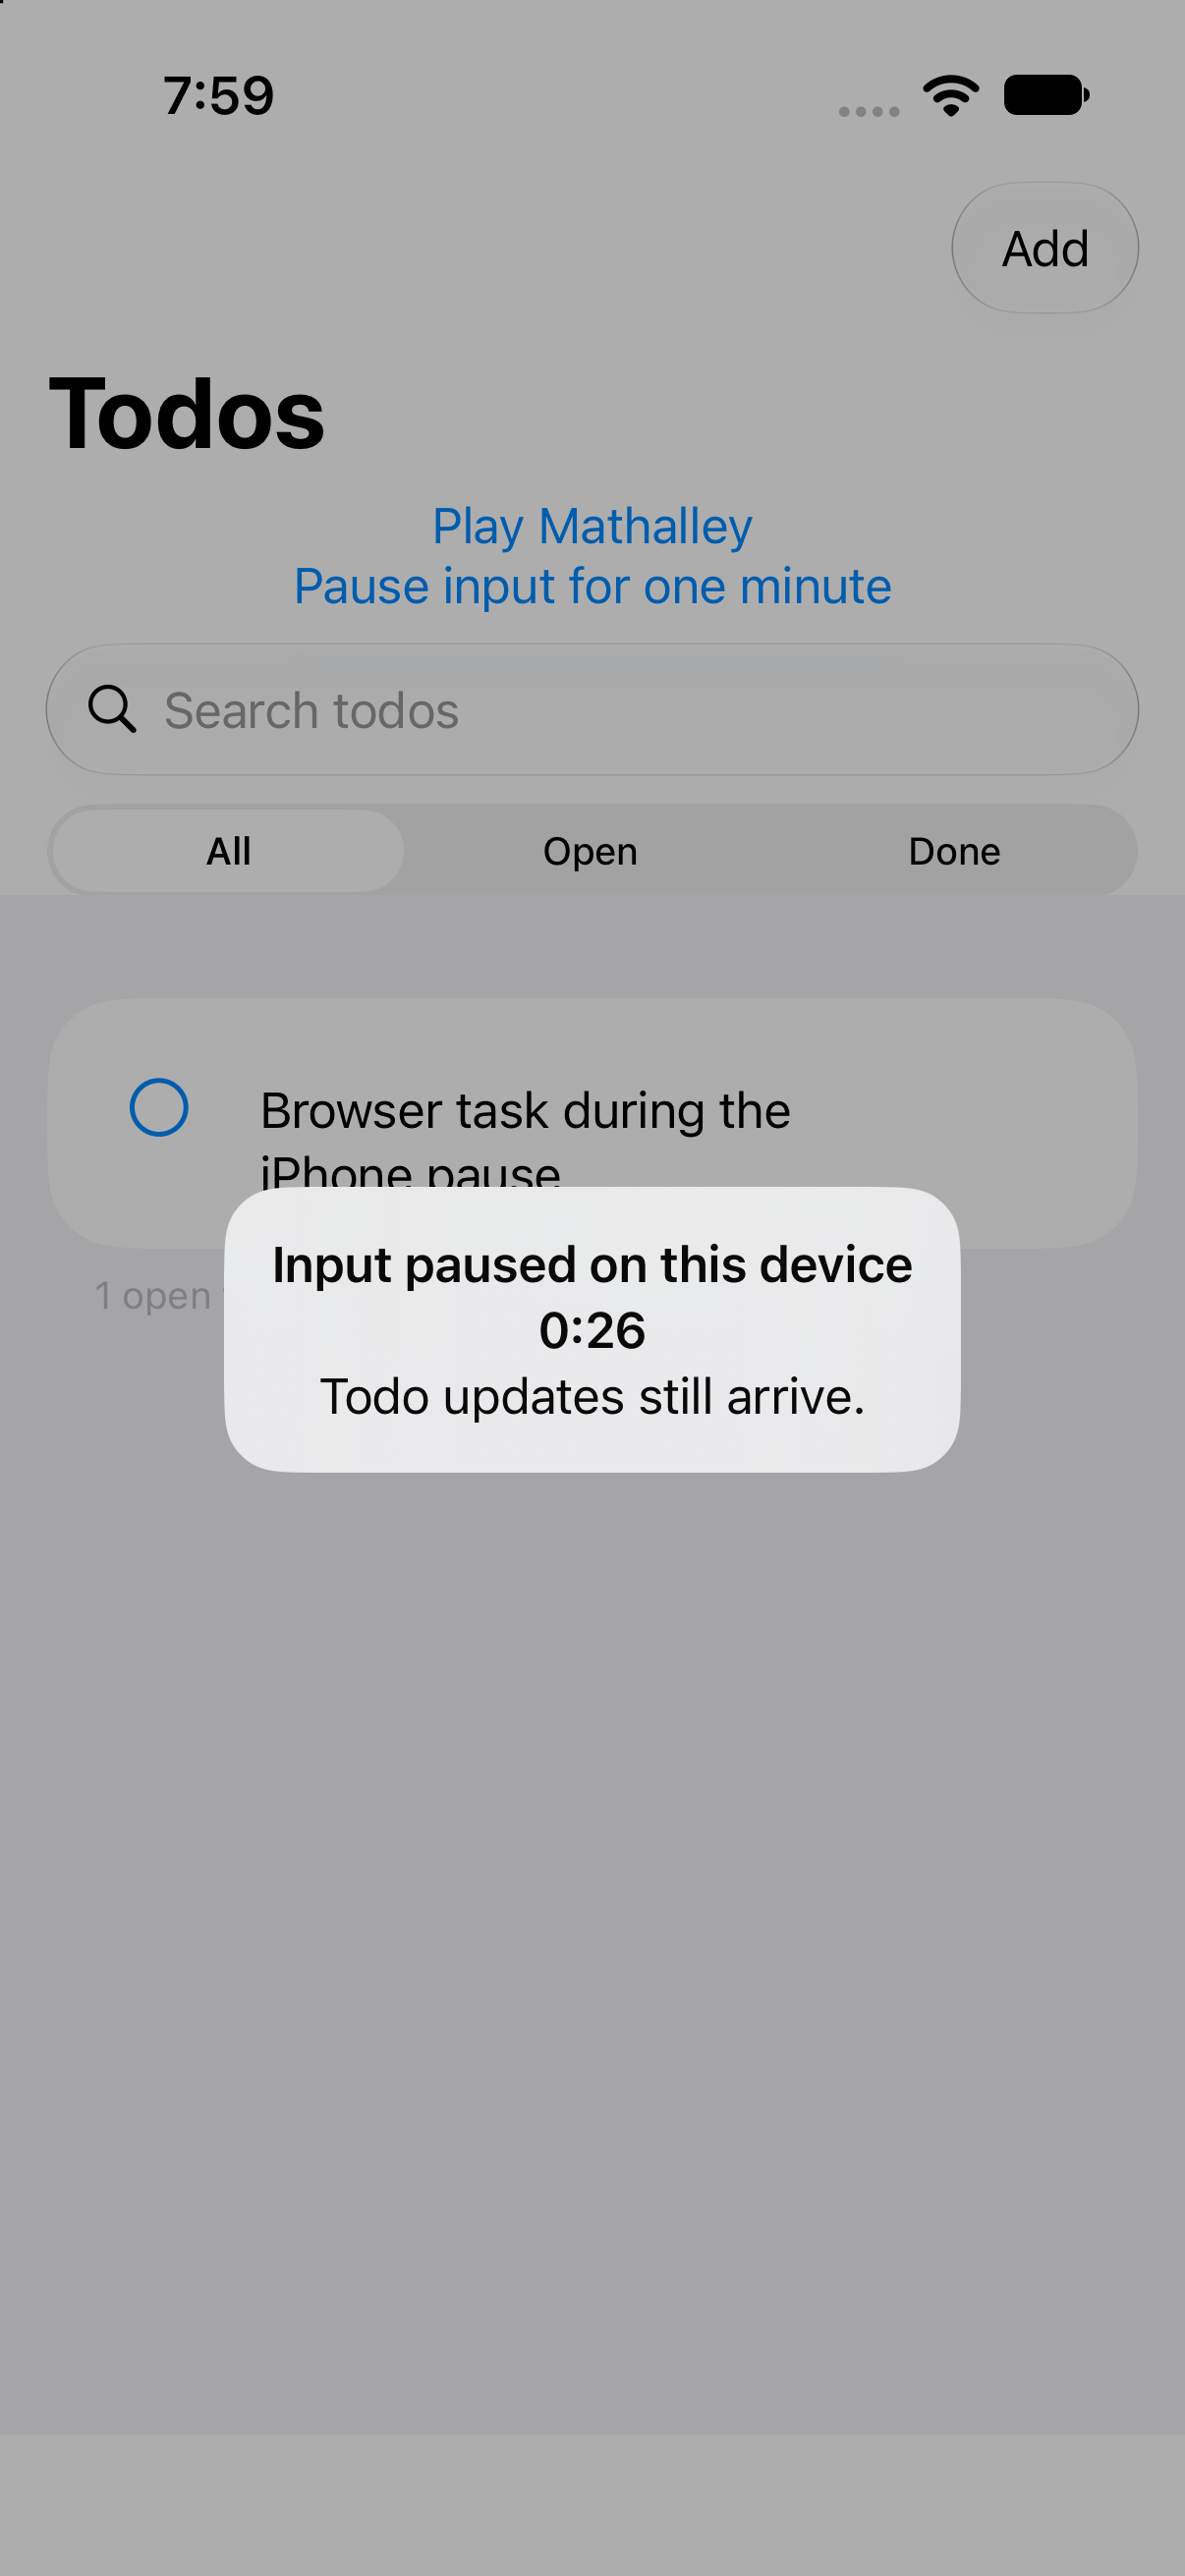 7:59
Add
Todos
Play Mathalley
Pause input for one minute
Search todos
All
Open
Done
Browser task during the
iPhone pause
1 open
Input paused on this device
0:26
Todo updates still arrive.